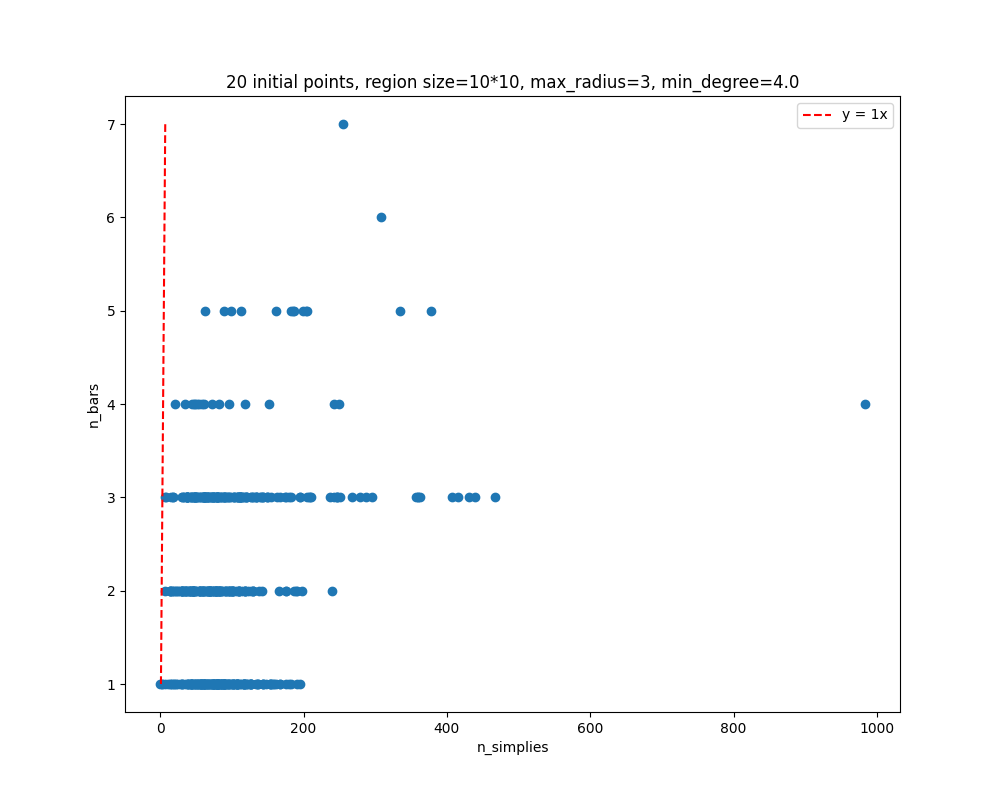 20 initial points, region size=10*10, max_radius=3, min_degree=4.0
y = 1x
7
6
5
4
3
2
1
n_bars
0 200 400 600 800 1000
n_simplies